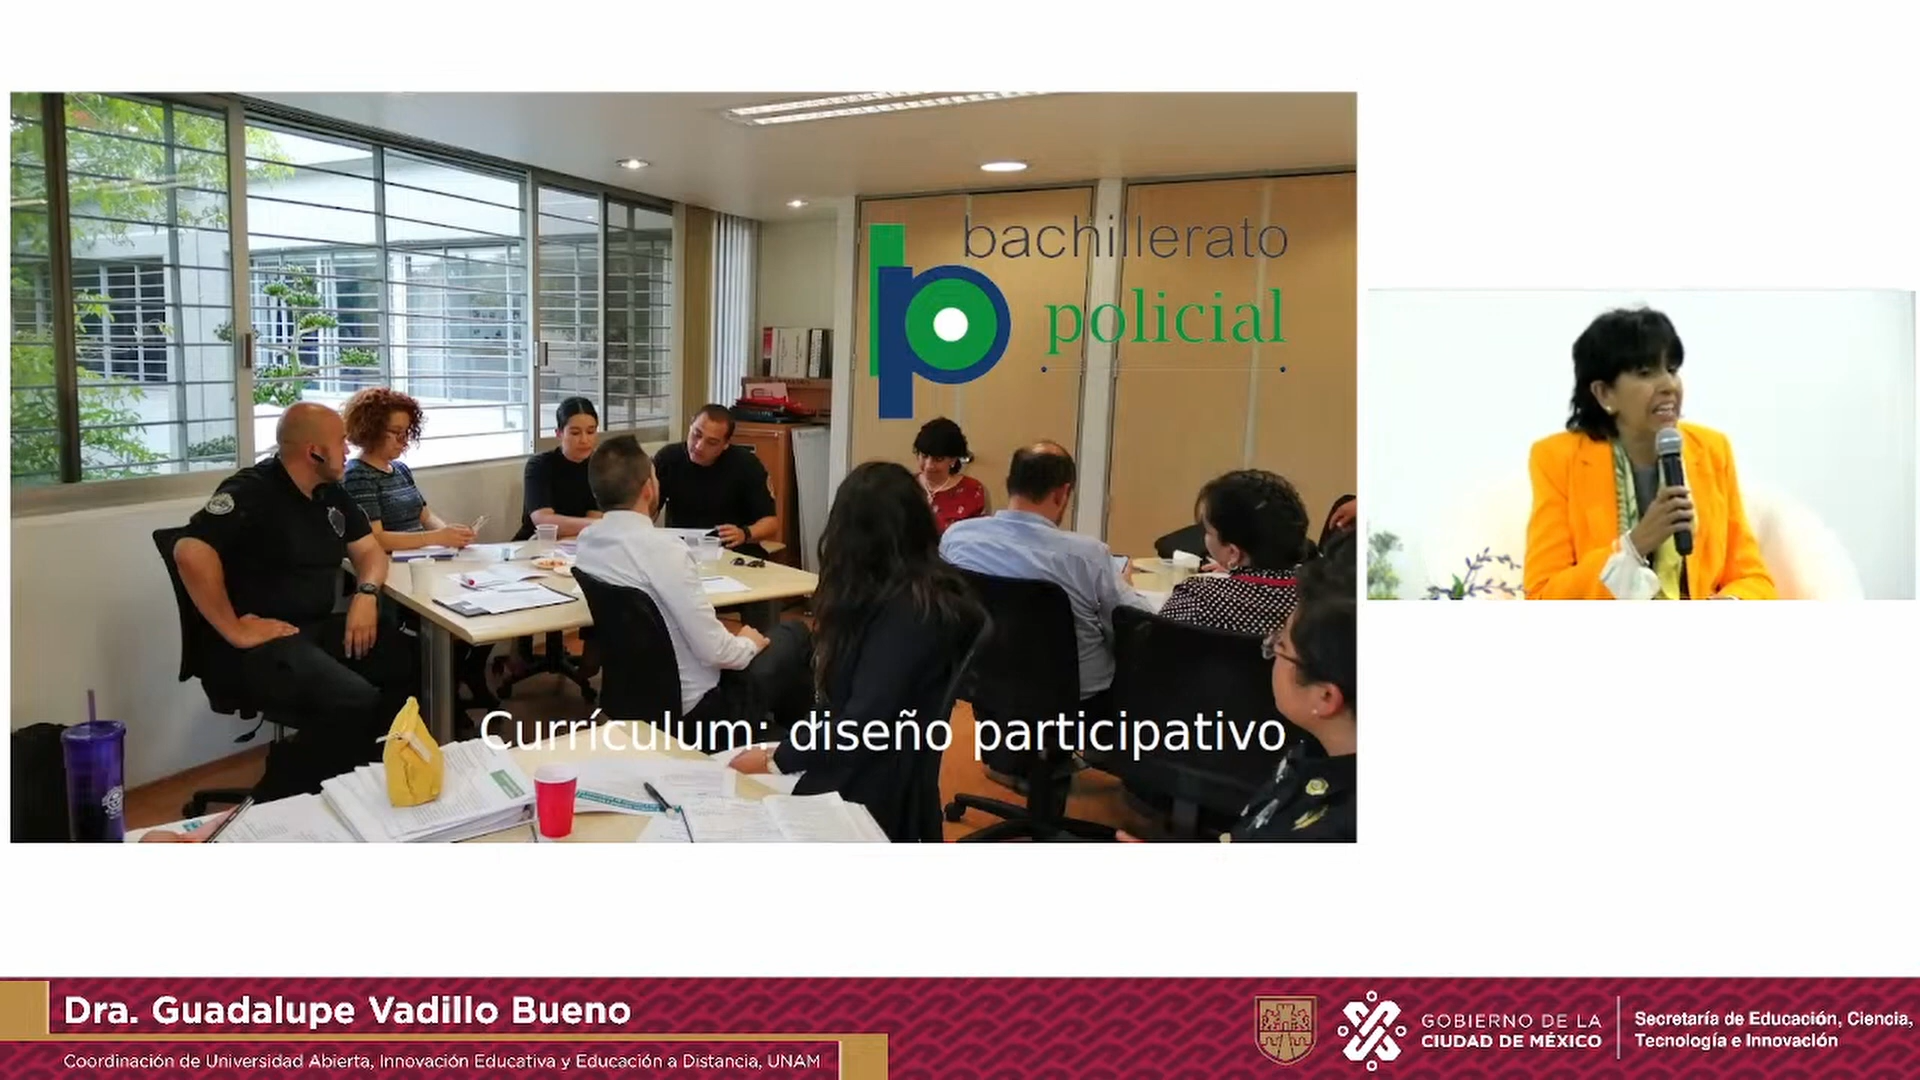 bachillerato
policial
Currículum: diseño participativo
Dra. Guadalupe Vadillo Bueno
Coordinación de Universidad Abierta, Innovación Educativa y Educación a Distancia, UNAM
GOBIERNO DE LA
CIUDAD DE MÉXICO
Secretaría de Educación, Ciencia,
Tecnología e Innovación